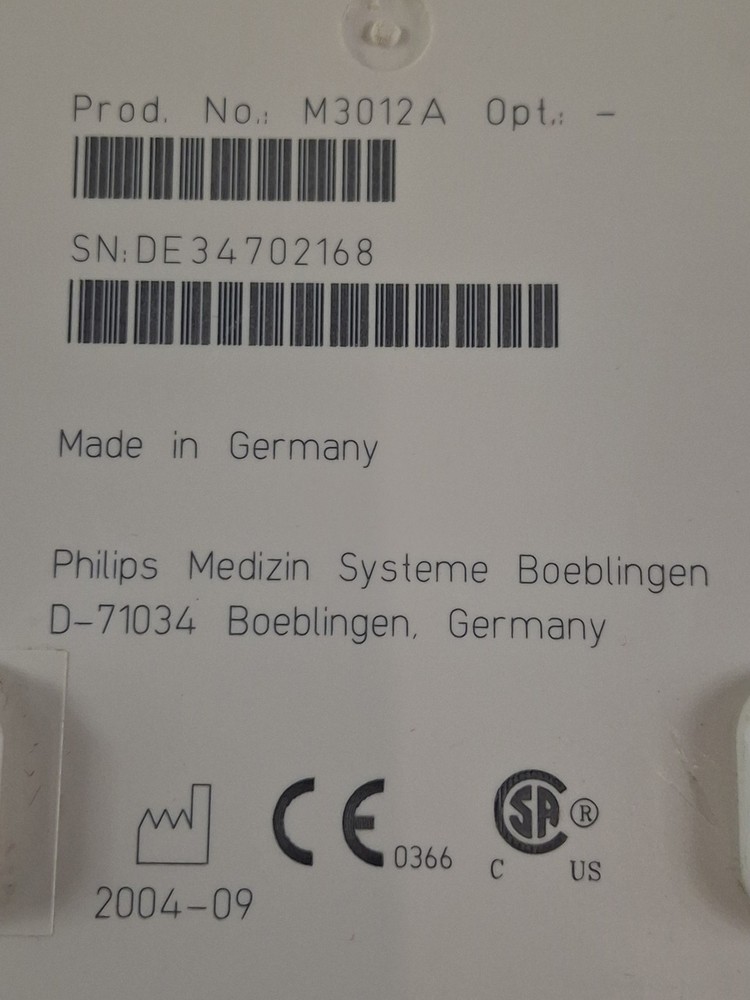 Prod. No.: M3012A Opt.: –
SN:DE34702168
Made in Germany
Philips Medizin Systeme Boeblingen
D–71034 Boeblingen, Germany
CE 0366
SA ®
C US
2004–09